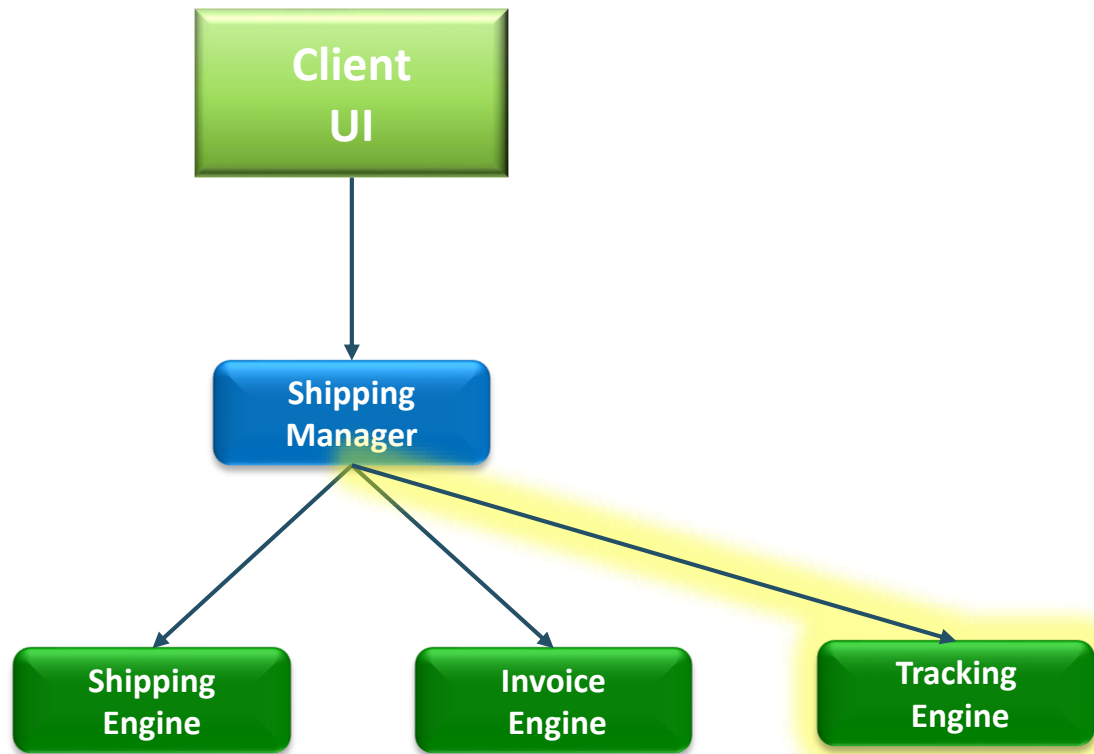 Client
UI
Shipping
Manager
Shipping
Engine
Invoice
Engine
Tracking
Engine